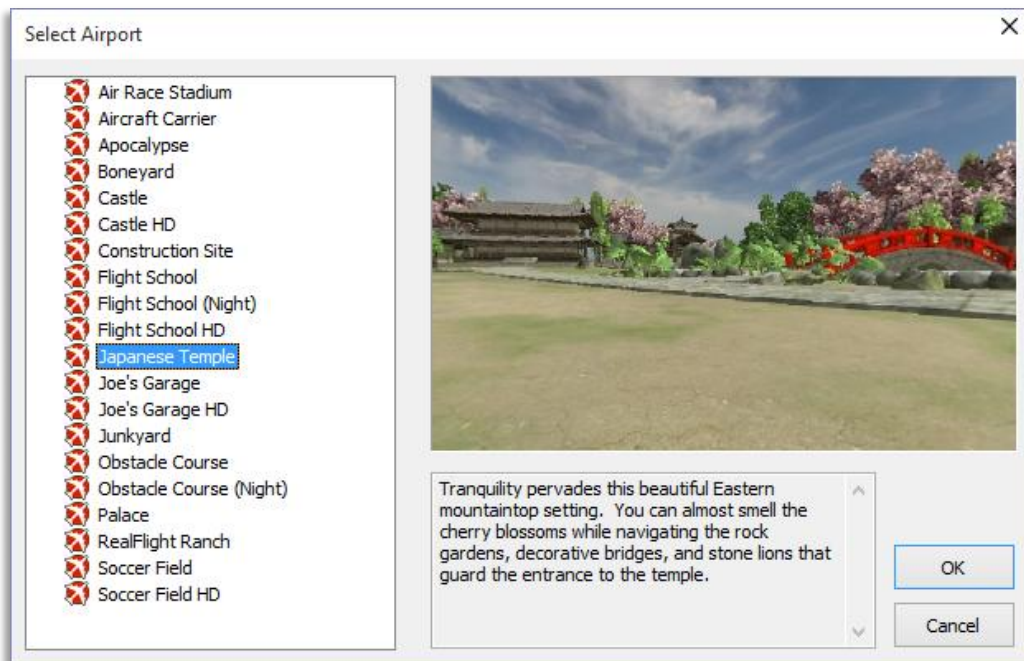 Select Airport
Air Race Stadium
Aircraft Carrier
Apocalypse
Boneyard
Castle
Castle HD
Construction Site
Flight School
Flight School (Night)
Flight School HD
Japanese Temple
Joe's Garage
Joe's Garage HD
Junkyard
Obstacle Course
Obstacle Course (Night)
Palace
RealFlight Ranch
Soccer Field
Soccer Field HD
Tranquility pervades this beautiful Eastern
mountaintop setting.  You can almost smell the
cherry blossoms while navigating the rock
gardens, decorative bridges, and stone lions that
guard the entrance to the temple.
OK
Cancel